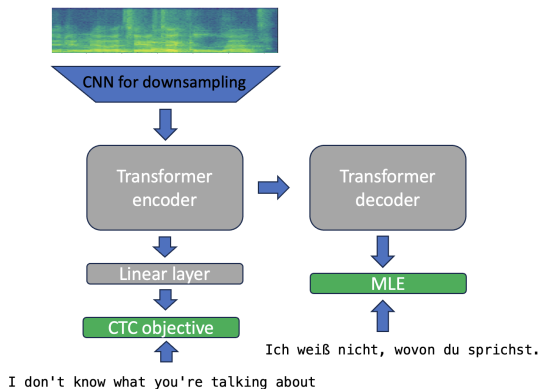 CNN for downsampling
Transformer
encoder
Transformer
decoder
Linear layer
MLE
CTC objective
Ich weiß nicht, wovon du sprichst.
I don't know what you're talking about